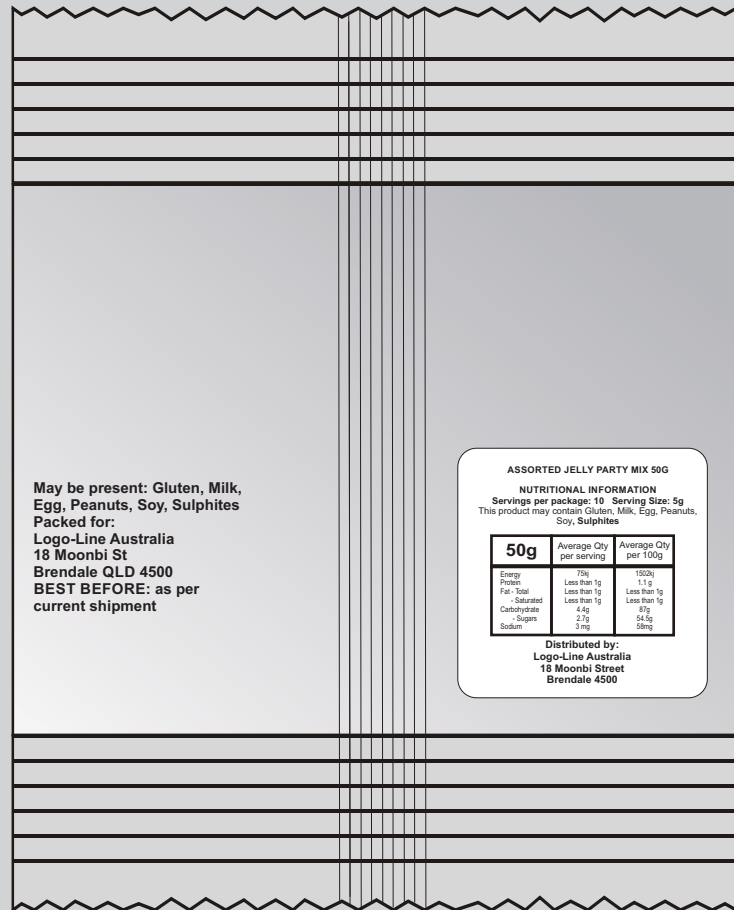 May be present: Gluten, Milk,
Egg, Peanuts, Soy, Sulphites
Packed for:
Logo-Line Australia
18 Moonbi St
Brendale QLD 4500
BEST BEFORE: as per
current shipment
ASSORTED JELLY PARTY MIX 50G
NUTRITIONAL INFORMATION
Servings per package: 10 Serving Size: 5g
This product may contain Gluten, Milk, Egg, Peanuts,
Soy, Sulphites
50g Average Qty per serving Average Qty per 100g
Energy 75kj 1502kj
Protein Less than 1g 1.1 g
Fat - Total Less than 1g Less than 1g
- Saturated Less than 1g Less than 1g
Carbohydrate 4.4g 87g
- Sugars 2.7g 54.5g
Sodium 3 mg 58mg
Distributed by:
Logo-Line Australia
18 Moonbi Street
Brendale 4500